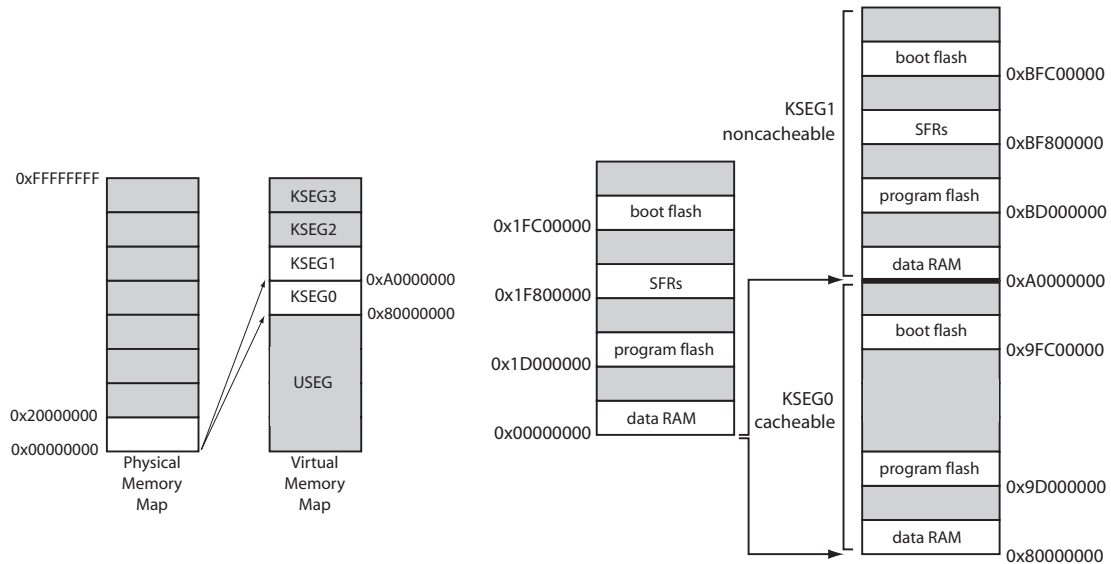 0xFFFFFFFF
0x20000000
0x00000000
Physical
Memory
Map
KSEG3
KSEG2
KSEG1
KSEG0
USEG
0xA0000000
0x80000000
Virtual
Memory
Map
boot flash
0x1FC00000
SFRs
0x1F800000
program flash
0x1D000000
data RAM
0x00000000
KSEG1
noncacheable
KSEG0
cacheable
boot flash
0xBFC00000
SFRs
0xBF800000
program flash
0xBD000000
data RAM
0xA0000000
boot flash
0x9FC00000
program flash
0x9D000000
data RAM
0x80000000